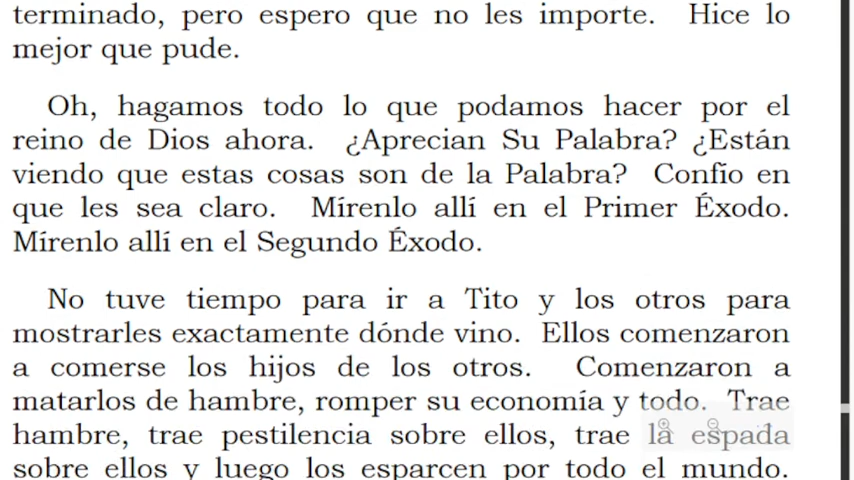 terminado, pero espero que no les importe. Hice lo
mejor que pude.
Oh, hagamos todo lo que podamos hacer por el
reino de Dios ahora. ¿Aprecian Su Palabra? ¿Están
viendo que estas cosas son de la Palabra? Confío en
que les sea claro. Mírenlo allí en el Primer Éxodo.
Mírenlo allí en el Segundo Éxodo.
No tuve tiempo para ir a Tito y los otros para
mostrarles exactamente dónde vino. Ellos comenzaron
a comerse los hijos de los otros. Comenzaron a
matarlos de hambre, romper su economía y todo. Trae
hambre, trae pestilencia sobre ellos, trae la espada
sobre ellos y luego los esparcen por todo el mundo.